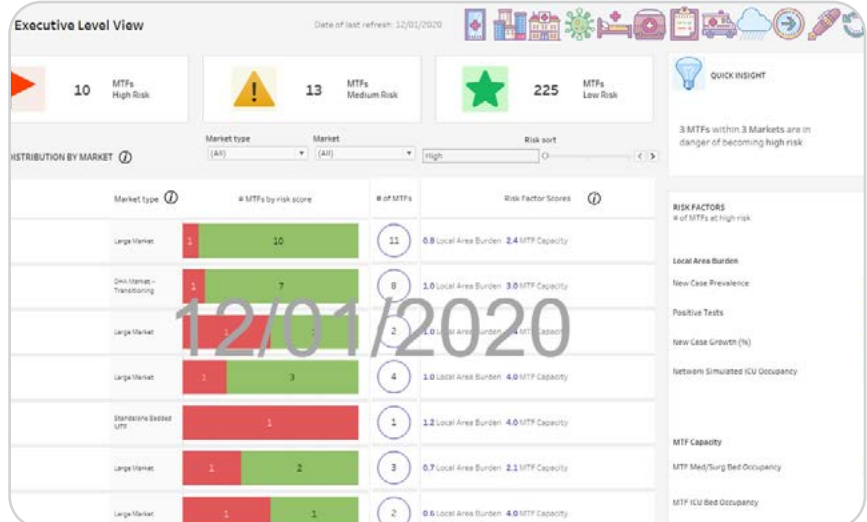 Executive Level View
Date of last refresh: 12/01/2020
10 MTFs High Risk
13 MTFs Medium Risk
225 MTFs Low Risk
QUICK INSIGHT
3 MTFs within 3 Markets are in
danger of becoming high risk
Market type
Market
Risk sort
DISTRIBUTION BY MARKET
(All)
(All)
High
Market type
# MTFs by risk score
# of MTFs
Risk Factor Scores
RISK FACTORS
# of MTFs at high risk
Large Market
1
10
11
0.8 Local Area Burden 2.4 MTF Capacity
Local Area Burden
DHA Market –
Transitioning
1
7
8
1.0 Local Area Burden 3.0 MTF Capacity
New Case Prevalence
Positive Tests
12/01/2020
Large Market
1
2
Local Area Burden
MTF Capacity
New Case Growth (%)
Large Market
1
3
4
1.0 Local Area Burden 4.0 MTF Capacity
Network Simulated ICU Occupancy
Standalone Bedded
MTF
1
1
1.2 Local Area Burden 4.0 MTF Capacity
MTF Capacity
Large Market
1
2
3
0.7 Local Area Burden 2.1 MTF Capacity
MTF Med/Surg Bed Occupancy
Large Market
1
1
2
0.6 Local Area Burden 4.0 MTF Capacity
MTF ICU Bed Occupancy